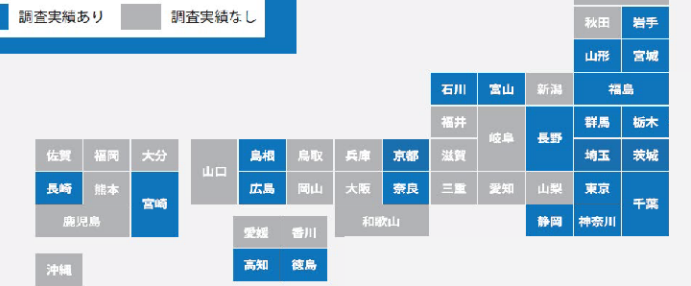 調査実績あり 調査実績なし
秋田 岩手
山形 宮城
石川 富山 新潟 福島
福井 岐阜 長野 群馬 栃木
佐賀 福岡 大分 山口 島根 鳥取 兵庫 京都 滋賀 埼玉 茨城
長崎 熊本 宮崎 広島 岡山 大阪 奈良 三重 愛知 山梨 東京 千葉
鹿児島 和歌山 静岡 神奈川
愛媛 香川
沖縄 高知 徳島